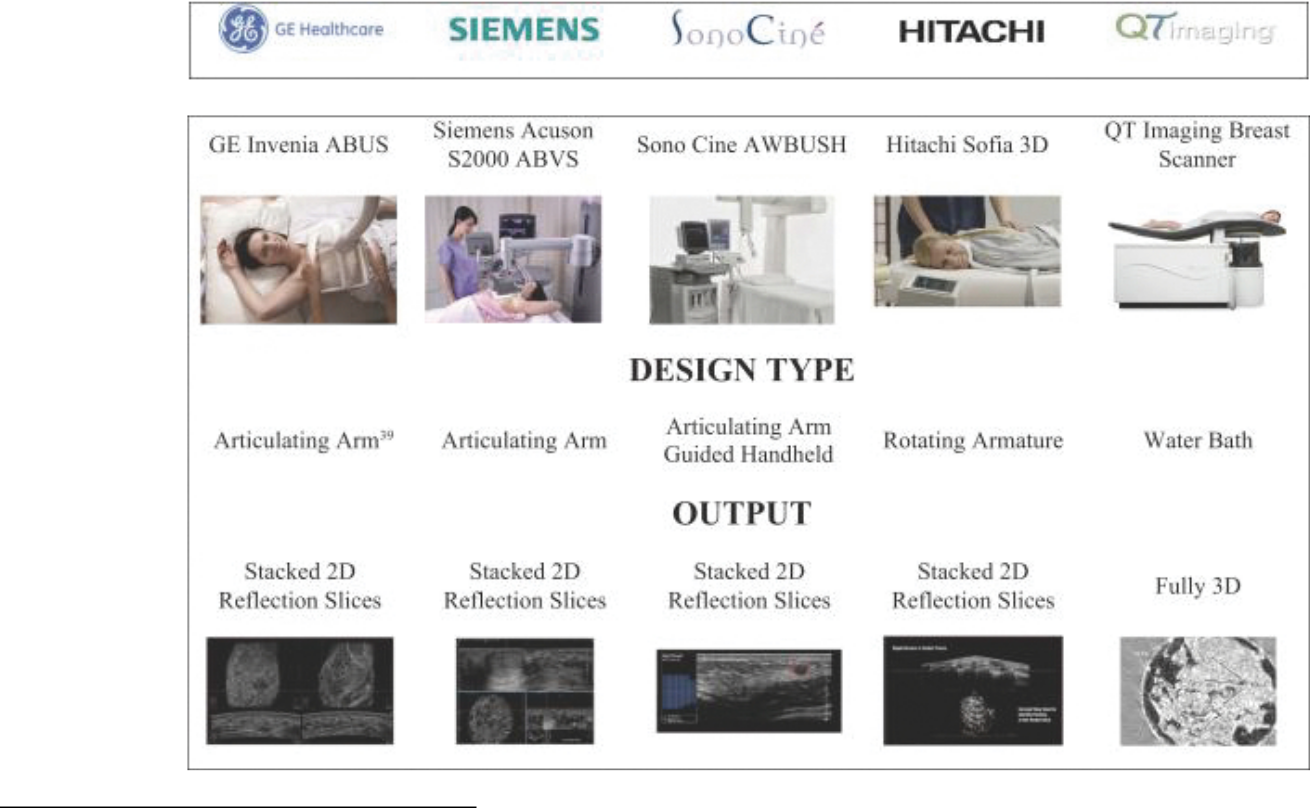 GE Healthcare
SIEMENS
SonoCiné
HITACHI
QTimaging
GE Invenia ABUS
Siemens Acuson
S2000 ABVS
Sono Cine AWBUSH
Hitachi Sofia 3D
QT Imaging Breast
Scanner
DESIGN TYPE
Articulating Arm39
Articulating Arm
Articulating Arm
Guided Handheld
Rotating Armature
Water Bath
OUTPUT
Stacked 2D
Reflection Slices
Stacked 2D
Reflection Slices
Stacked 2D
Reflection Slices
Stacked 2D
Reflection Slices
Fully 3D